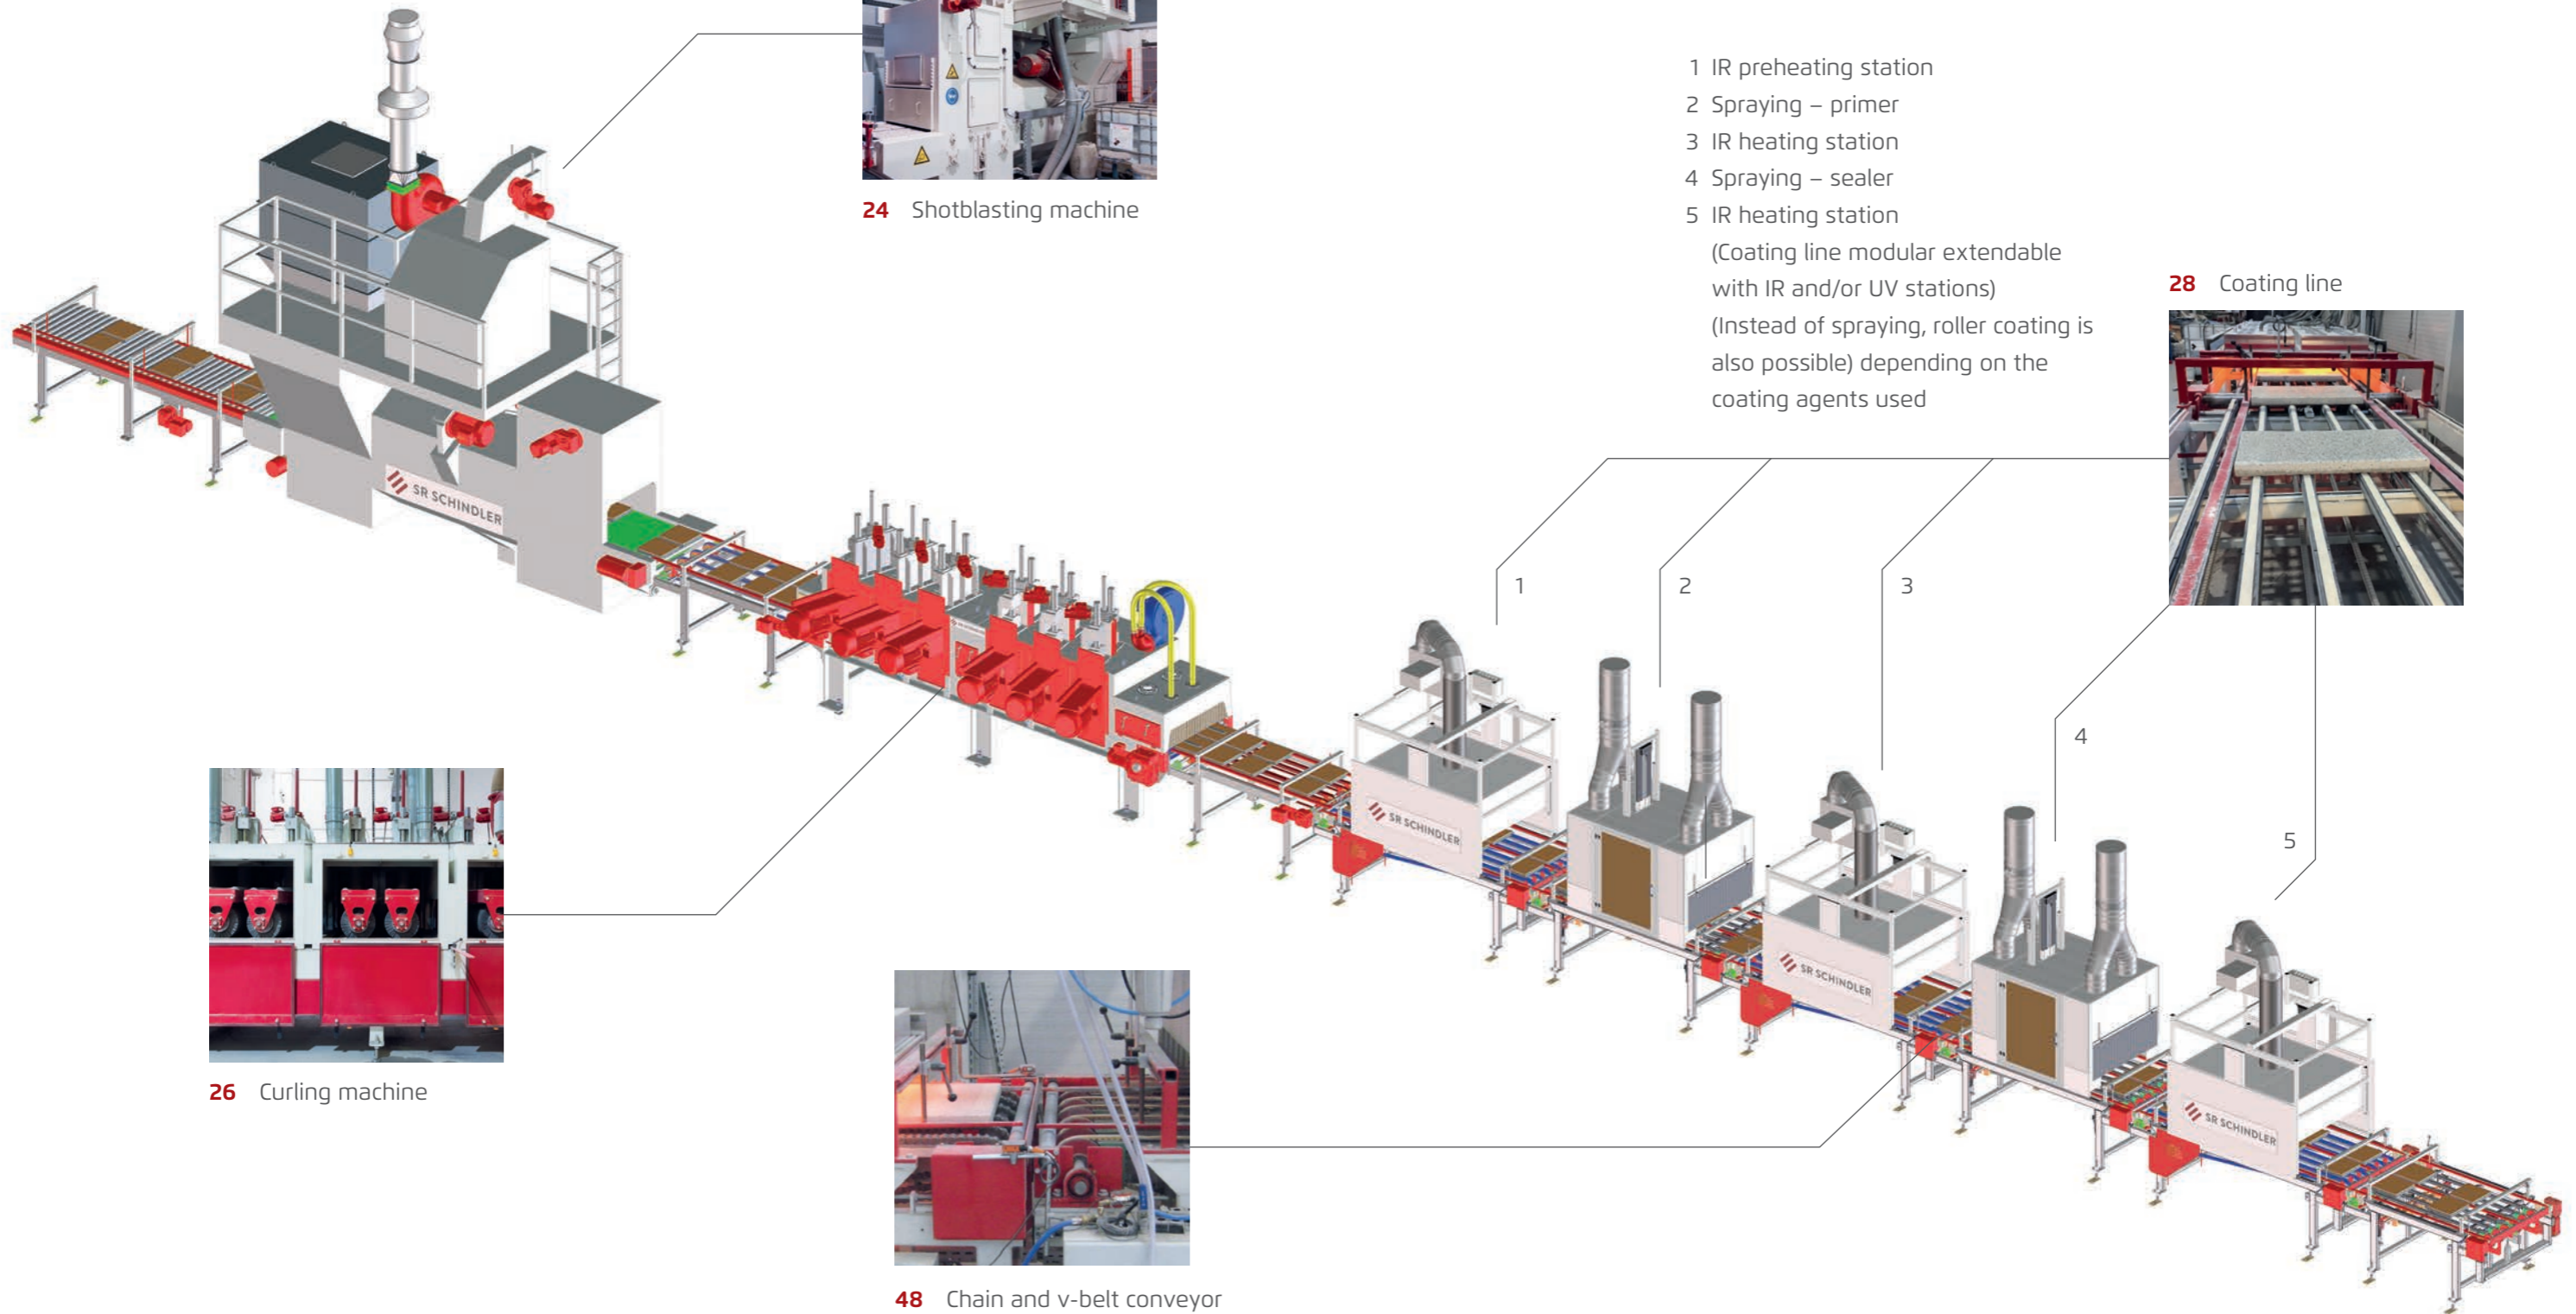 24 Shotblasting machine
1 IR preheating station
2 Spraying – primer
3 IR heating station
4 Spraying – sealer
5 IR heating station
(Coating line modular extendable
with IR and/or UV stations)
(Instead of spraying, roller coating is
also possible) depending on the
coating agents used
28 Coating line
SR SCHINDLER
1
2
3
4
5
SR SCHINDLER
SR SCHINDLER
SR SCHINDLER
26 Curling machine
48 Chain and v-belt conveyor